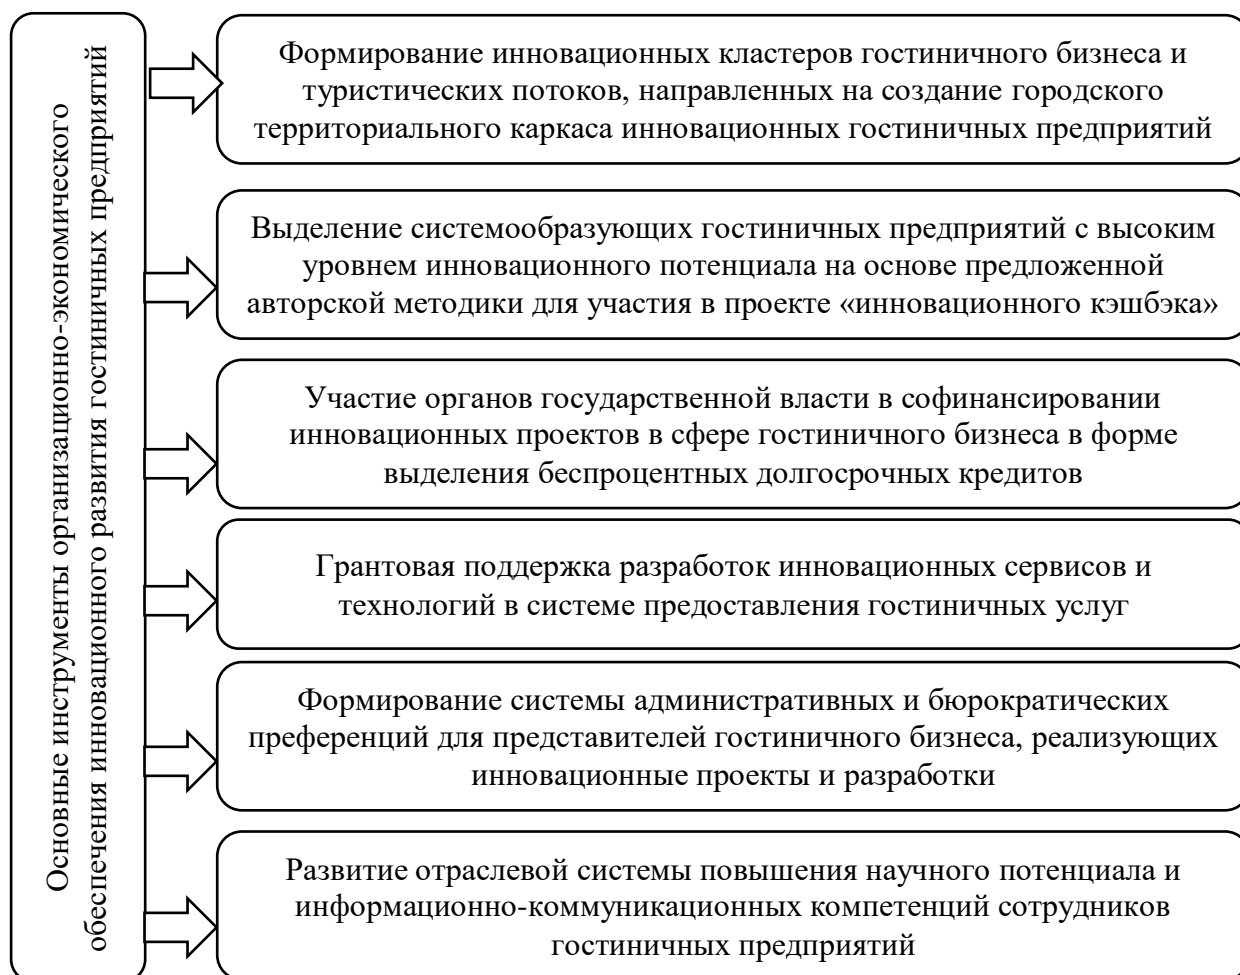 Основные инструменты организационно-экономического
обеспечения инновационного развития гостиничных предприятий
Формирование инновационных кластеров гостиничного бизнеса и
туристических потоков, направленных на создание городского
территориального каркаса инновационных гостиничных предприятий
Выделение системообразующих гостиничных предприятий с высоким
уровнем инновационного потенциала на основе предложенной
авторской методики для участия в проекте «инновационного кэшбэка»
Участие органов государственной власти в софинансировании
инновационных проектов в сфере гостиничного бизнеса в форме
выделения беспроцентных долгосрочных кредитов
Грантовая поддержка разработок инновационных сервисов и
технологий в системе предоставления гостиничных услуг
Формирование системы административных и бюрократических
преференций для представителей гостиничного бизнеса, реализующих
инновационные проекты и разработки
Развитие отраслевой системы повышения научного потенциала и
информационно-коммуникационных компетенций сотрудников
гостиничных предприятий